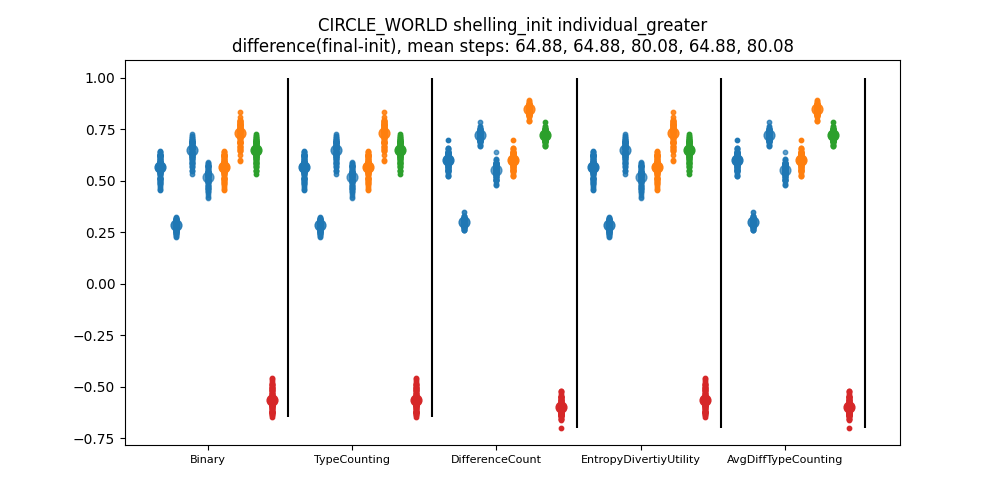 CIRCLE_WORLD shelling_init individual_greater
difference(final-init), mean steps: 64.88, 64.88, 80.08, 64.88, 80.08
1.00
0.75
0.50
0.25
0.00
−0.25
−0.50
−0.75
Binary TypeCounting DifferenceCount EntropyDivertiyUtility AvgDiffTypeCounting